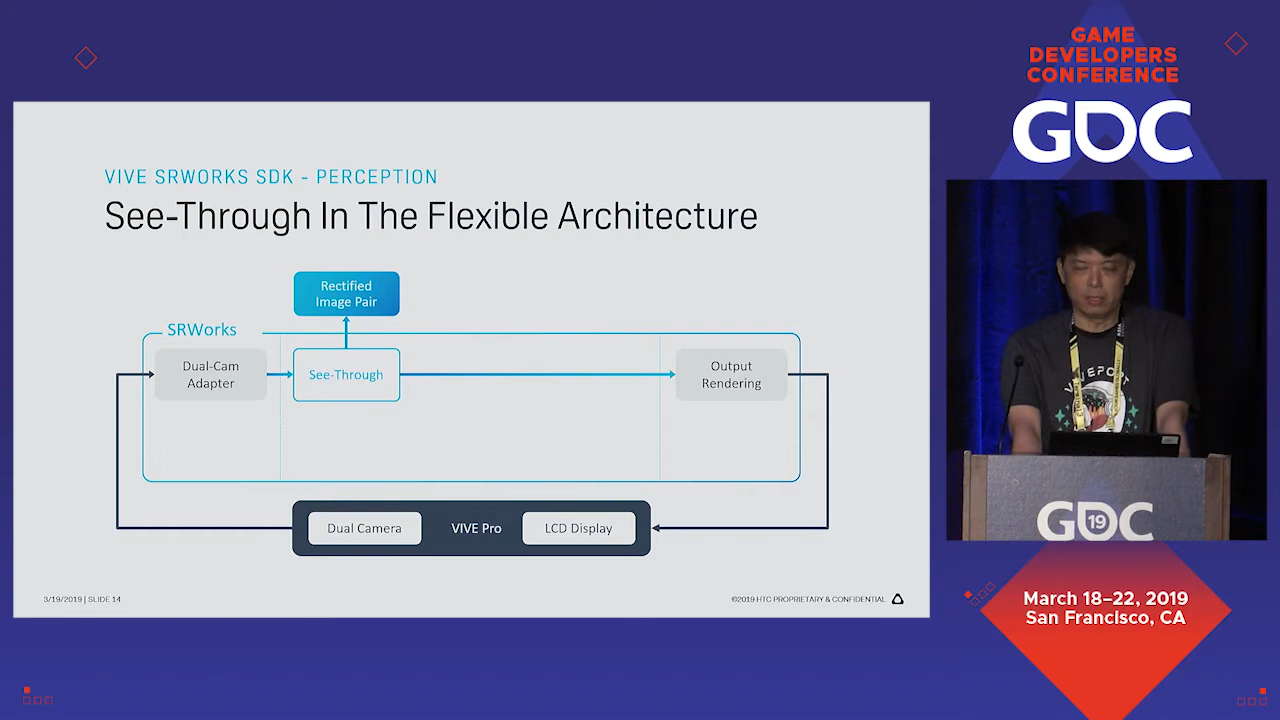 GAME
DEVELOPERS
CONFERENCE
GDC
VIVE SRWORKS SDK - PERCEPTION
See-Through In The Flexible Architecture
Rectified
Image Pair
SRWorks
Dual-Cam
Adapter
See-Through
Output
Rendering
Dual Camera
VIVE Pro
LCD Display
3/19/2019 | SLIDE 14
©2019 HTC PROPRIETARY & CONFIDENTIAL
GDC
19
March 18–22, 2019
San Francisco, CA